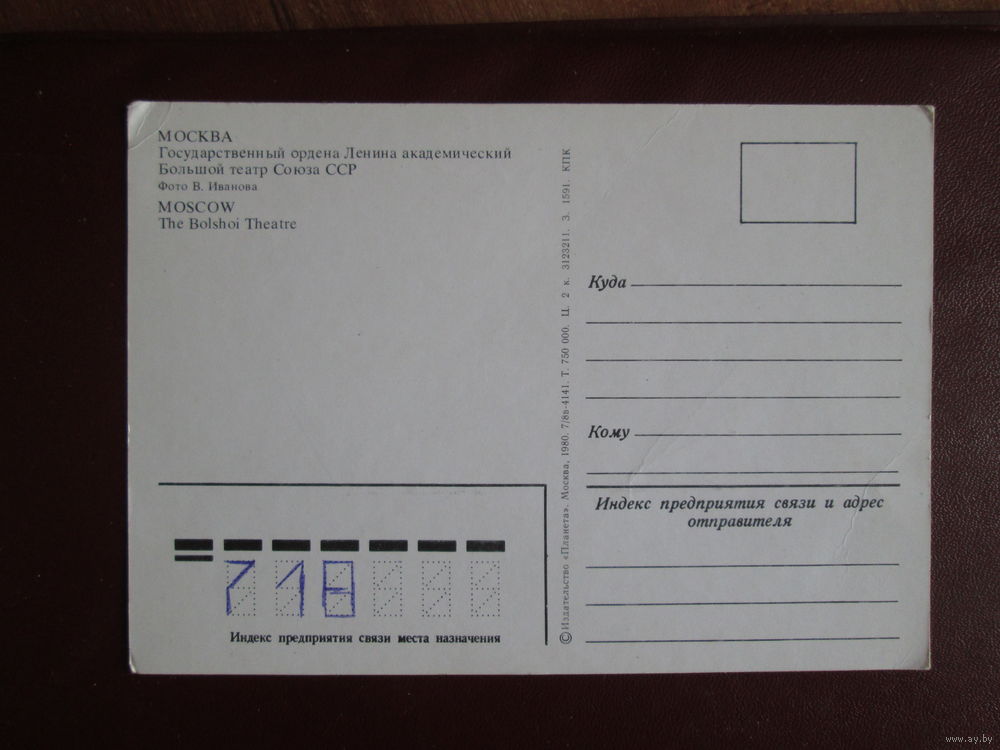 МОСКВА
Государственный ордена Ленина академический
Большой театр Союза ССР
Фото В. Иванова
MOSCOW
The Bolshoi Theatre
718
Индекс предприятия связи места назначения
© Издательство «Планета». Москва, 1980. 7/8в-4141. Т. 750 000. Ц. 2 к. 3123211. З. 1591. КПК
Куда
Кому
Индекс предприятия связи и адрес
отправителя
www.ay.by